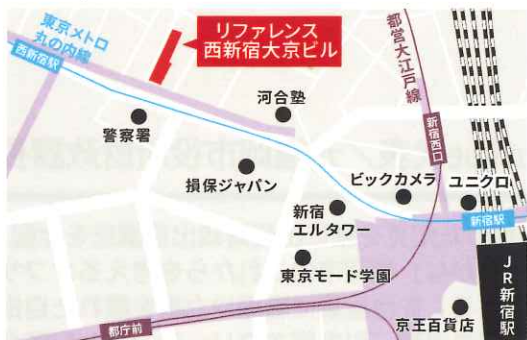 東京メトロ
丸の内線
西新宿駅
リファレンス
西新宿大京ビル
都営大江戸線
河合塾
警察署
新宿西口
損保ジャパン
ビックカメラ
ユニクロ
新宿
エルタワー
新宿駅
東京モード学園
JR新宿駅
京王百貨店
都庁前